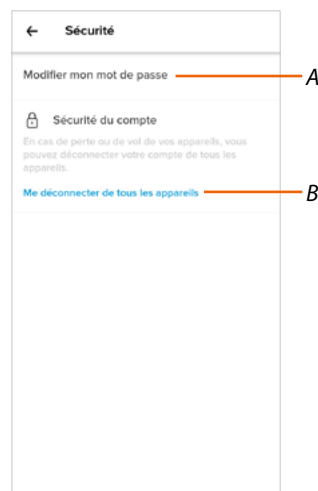 ← Sécurité
Modifier mon mot de passe
A
Sécurité du compte
En cas de perte ou de vol de vos appareils, vous
pouvez déconnecter votre compte de tous les
appareils.
Me déconnecter de tous les appareils
B